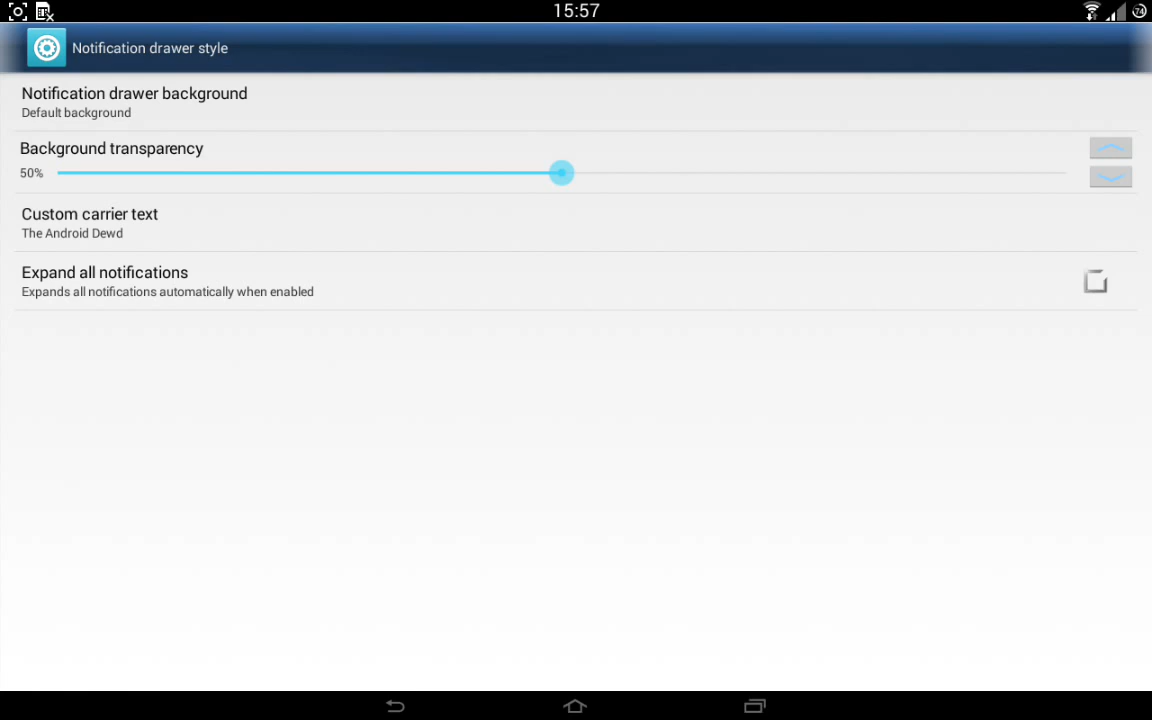 15:57
74
Notification drawer style
Notification drawer background
Default background
Background transparency
50%
Custom carrier text
The Android Dewd
Expand all notifications
Expands all notifications automatically when enabled